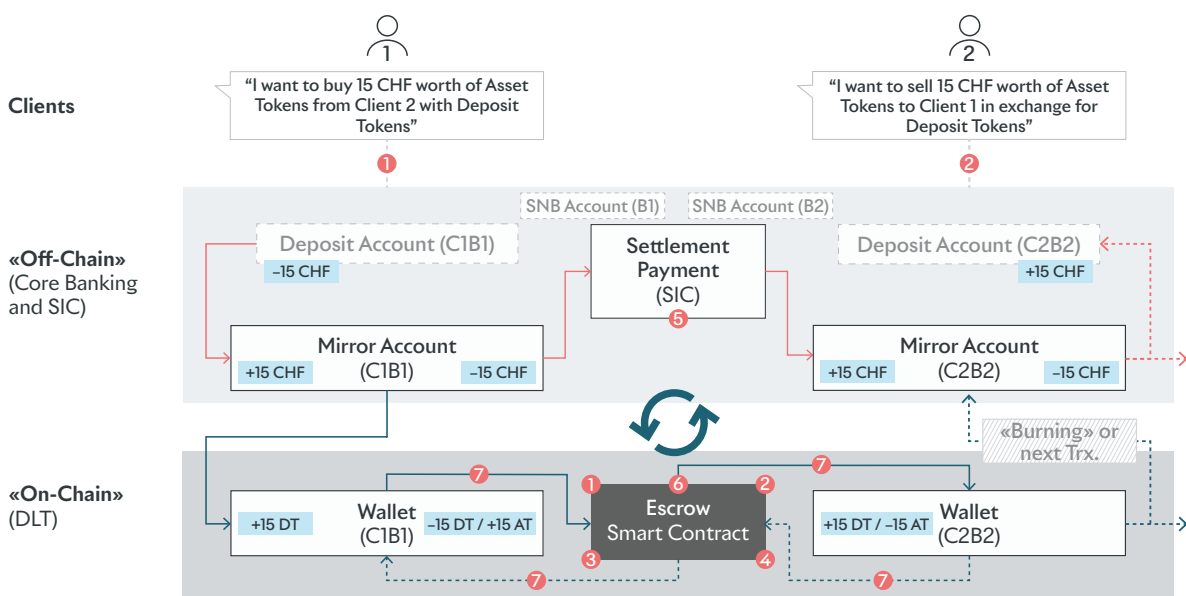 1
2
Clients
“I want to buy 15 CHF worth of Asset
Tokens from Client 2 with Deposit
Tokens”
“I want to sell 15 CHF worth of Asset
Tokens to Client 1 in exchange for
Deposit Tokens”
1
2
SNB Account (B1)
SNB Account (B2)
«Off-Chain»
(Core Banking
and SIC)
Deposit Account (C1B1)
–15 CHF
Settlement
Payment
(SIC)
5
Deposit Account (C2B2)
+15 CHF
Mirror Account
(C1B1)
+15 CHF
–15 CHF
Mirror Account
(C2B2)
+15 CHF
–15 CHF
«Burning» or
next Trx.
«On-Chain»
(DLT)
7
7
1
6
2
+15 DT
Wallet
(C1B1)
–15 DT / +15 AT
Escrow
Smart Contract
+15 DT / –15 AT
Wallet
(C2B2)
3
4
7
7